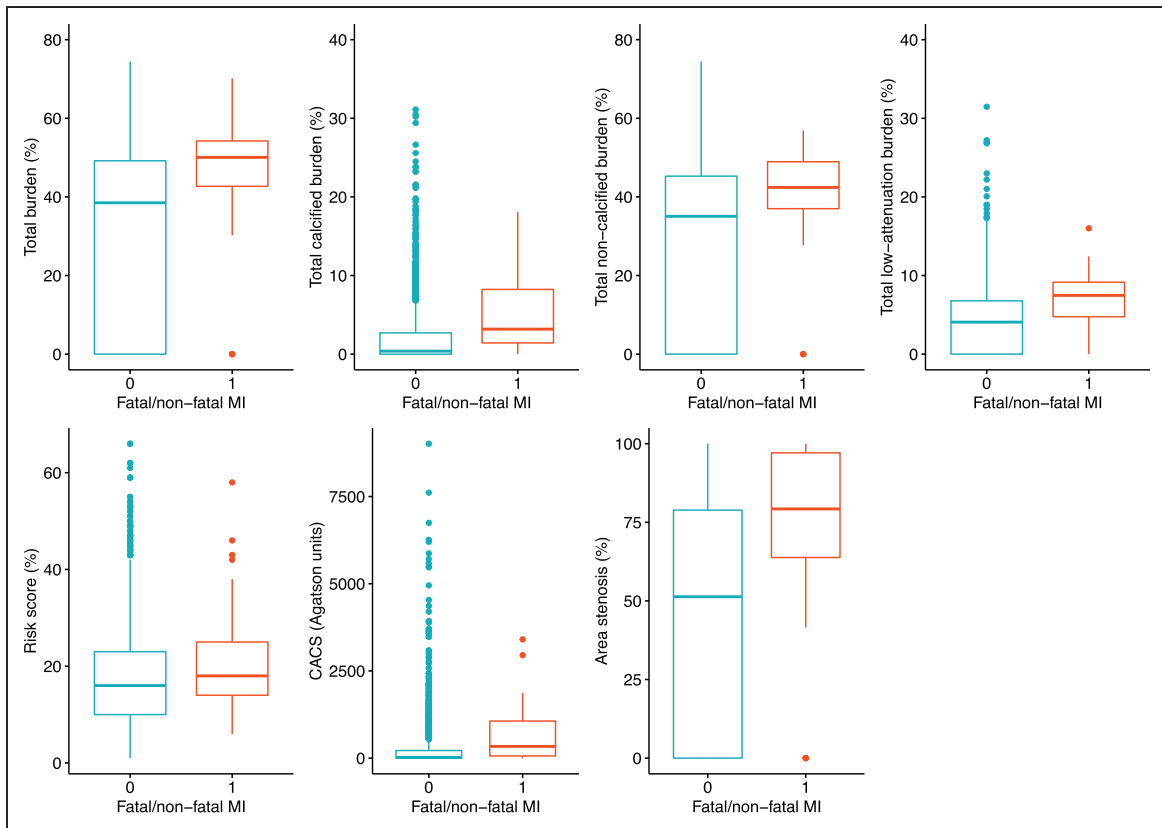 Total burden (%)
80
60
40
20
0
0 1
Fatal/non−fatal MI
Total calcified burden (%)
40
30
20
10
0
0 1
Fatal/non−fatal MI
Total non−calcified burden (%)
80
60
40
20
0
0 1
Fatal/non−fatal MI
Total low−attenuation burden (%)
40
30
20
10
0
0 1
Fatal/non−fatal MI
Risk score (%)
60
40
20
0
0 1
Fatal/non−fatal MI
CACS (Agatson units)
7500
5000
2500
0
0 1
Fatal/non−fatal MI
Area stenosis (%)
100
75
50
25
0
0 1
Fatal/non−fatal MI